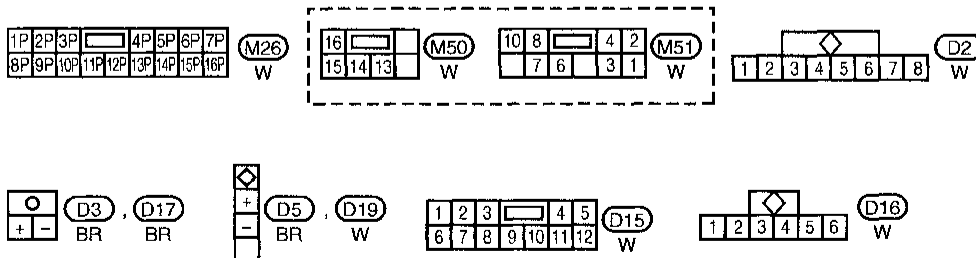 1P 2P 3P 4P 5P 6P 7P
8P 9P 10P 11P 12P 13P 14P 15P 16P
M26
W
16
15 14 13
M50
W
10 8 4 2
7 6 3 1
M51
W
1 2 3 4 5 6 7 8
D2
W
+ -
D3 , D17
BR BR
+
-
D5 , D19
BR W
1 2 3 4 5
6 7 8 9 10 11 12
D15
W
1 2 3 4 5 6
D16
W